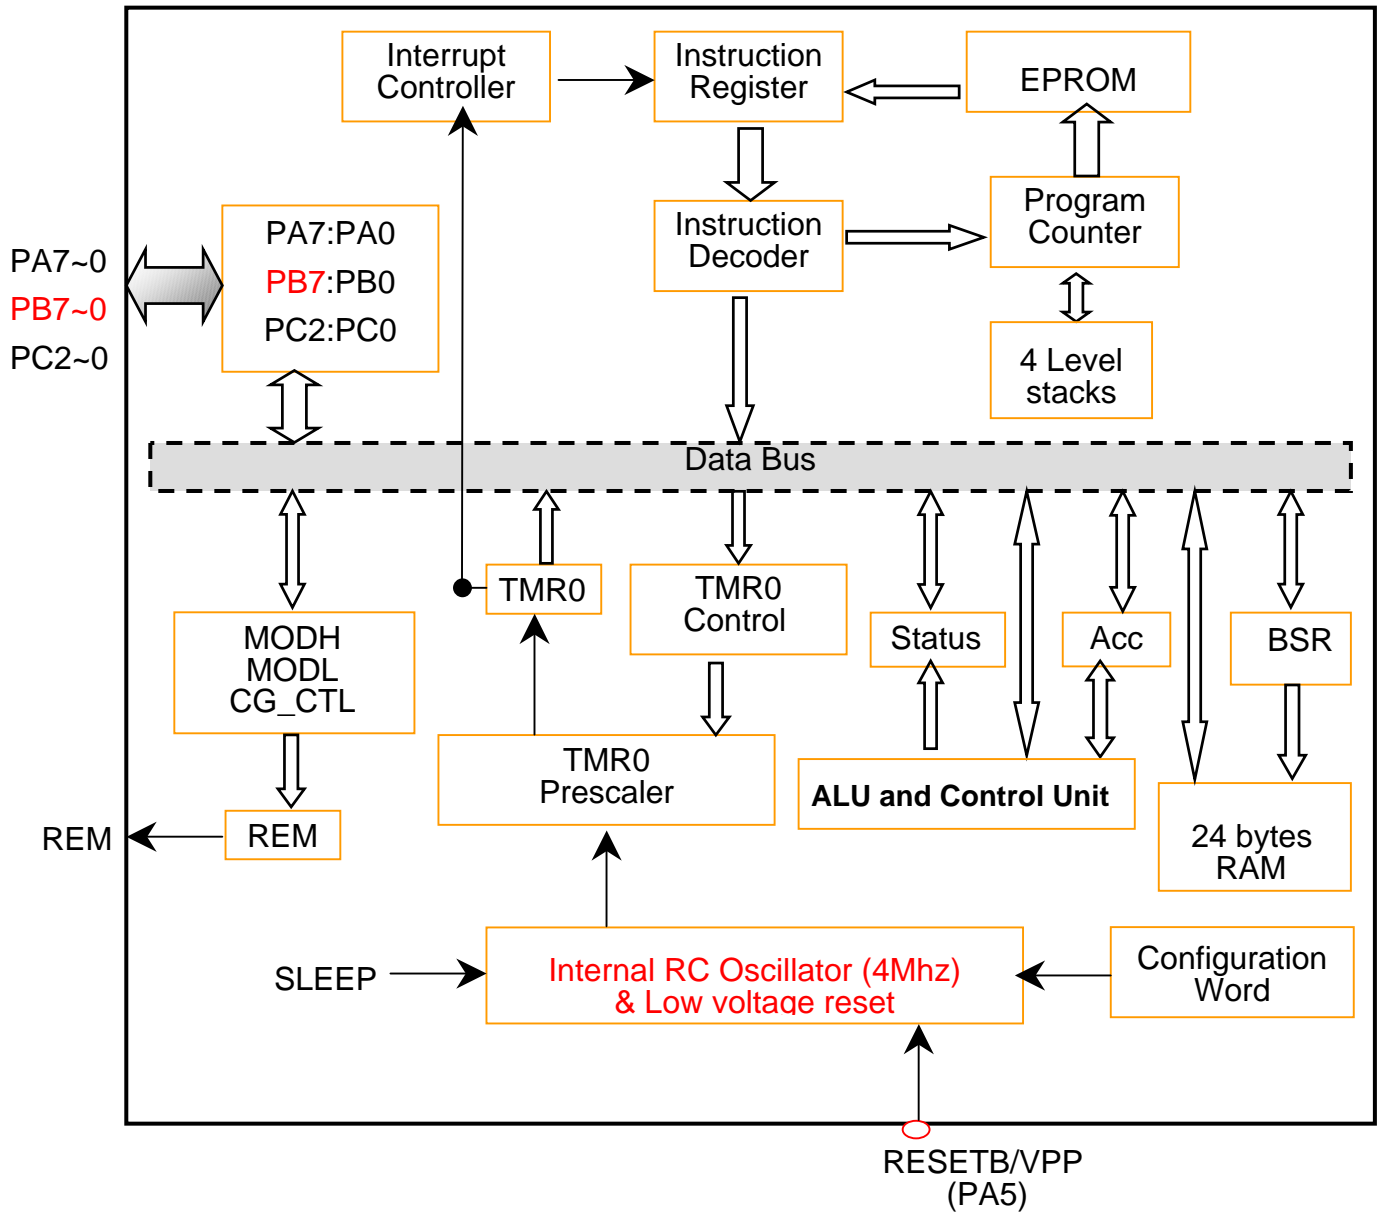 Interrupt
Controller
Instruction
Register
EPROM
PA7:PA0
PB7:PB0
PC2:PC0
PA7~0
PB7~0
PC2~0
Instruction
Decoder
Program
Counter
4 Level
stacks
Data Bus
TMR0
TMR0
Control
MODH
MODL
CG_CTL
Status
Acc
BSR
TMR0
Prescaler
ALU and Control Unit
24 bytes
RAM
REM
REM
SLEEP
Internal RC Oscillator (4Mhz)
& Low voltage reset
Configuration
Word
RESETB/VPP
(PA5)